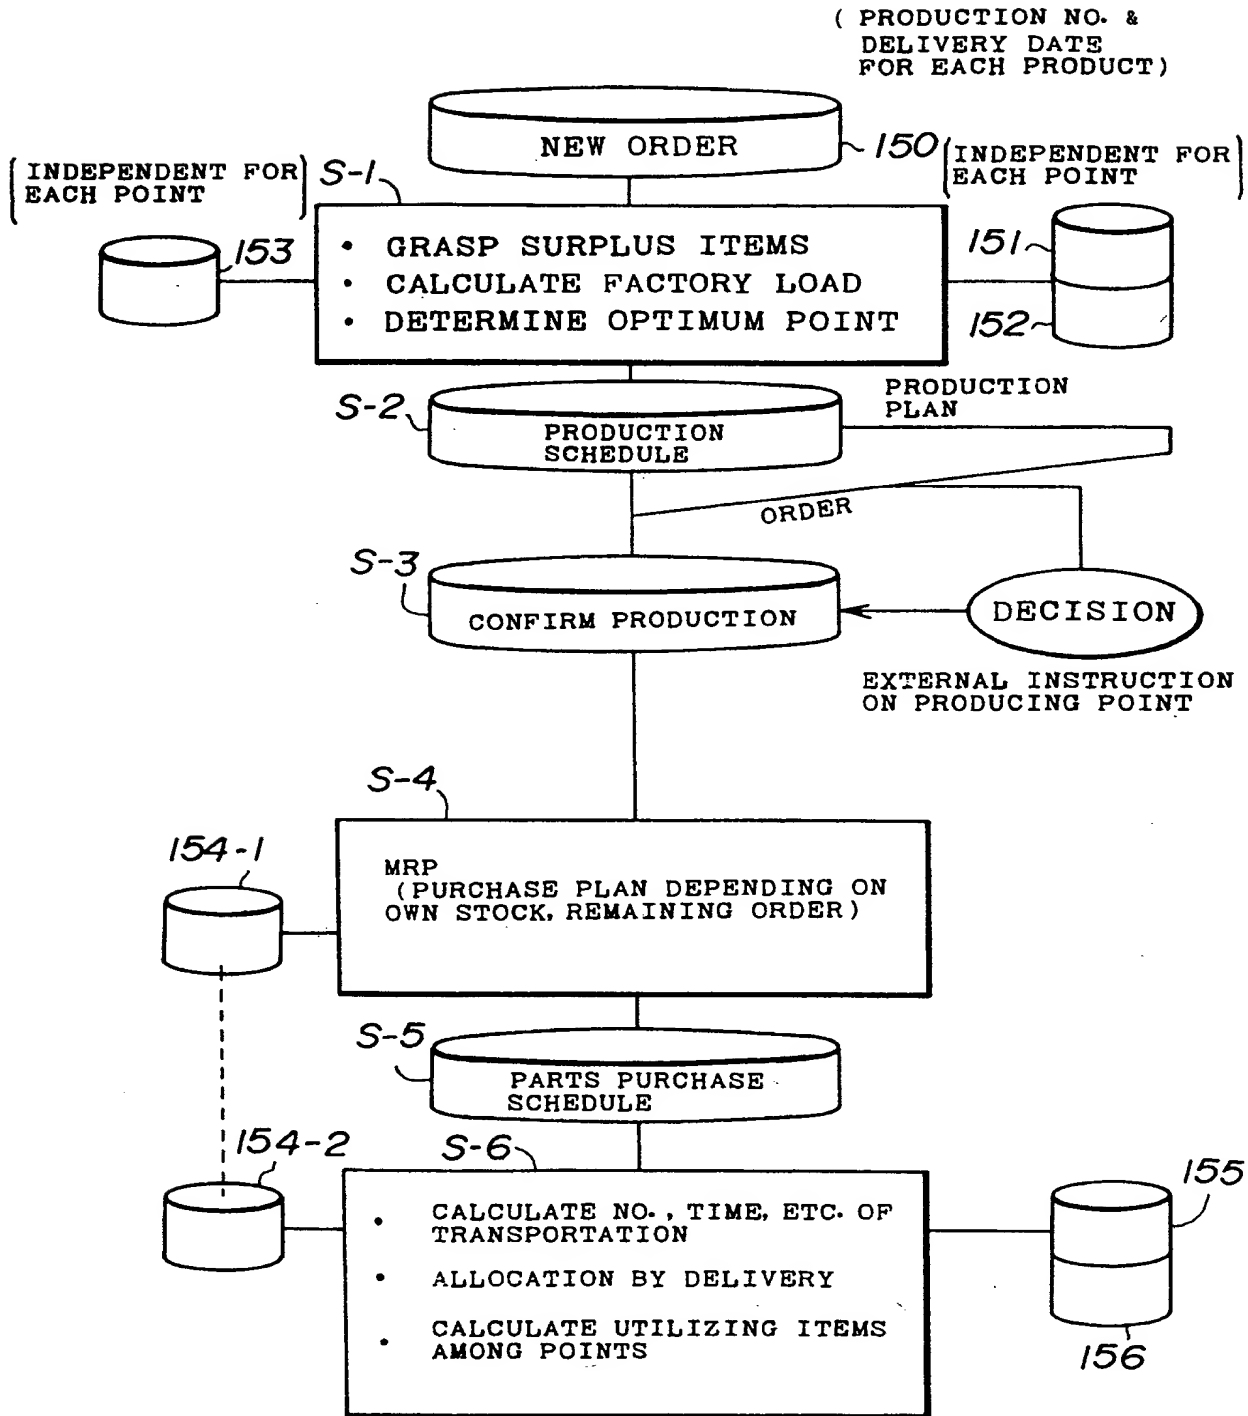 ( PRODUCTION NO. &
DELIVERY DATE
FOR EACH PRODUCT)
NEW ORDER
150
(INDEPENDENT FOR
EACH POINT)
S-1
(INDEPENDENT FOR
EACH POINT)
153
• GRASP SURPLUS ITEMS
• CALCULATE FACTORY LOAD
• DETERMINE OPTIMUM POINT
151
152
S-2
PRODUCTION
SCHEDULE
PRODUCTION
PLAN
ORDER
S-3
CONFIRM PRODUCTION
DECISION
EXTERNAL INSTRUCTION
ON PRODUCING POINT
S-4
154-1
MRP
(PURCHASE PLAN DEPENDING ON
OWN STOCK, REMAINING ORDER)
S-5
PARTS PURCHASE
SCHEDULE
154-2
S-6
155
• CALCULATE NO., TIME, ETC. OF
TRANSPORTATION
• ALLOCATION BY DELIVERY
• CALCULATE UTILIZING ITEMS
AMONG POINTS
156